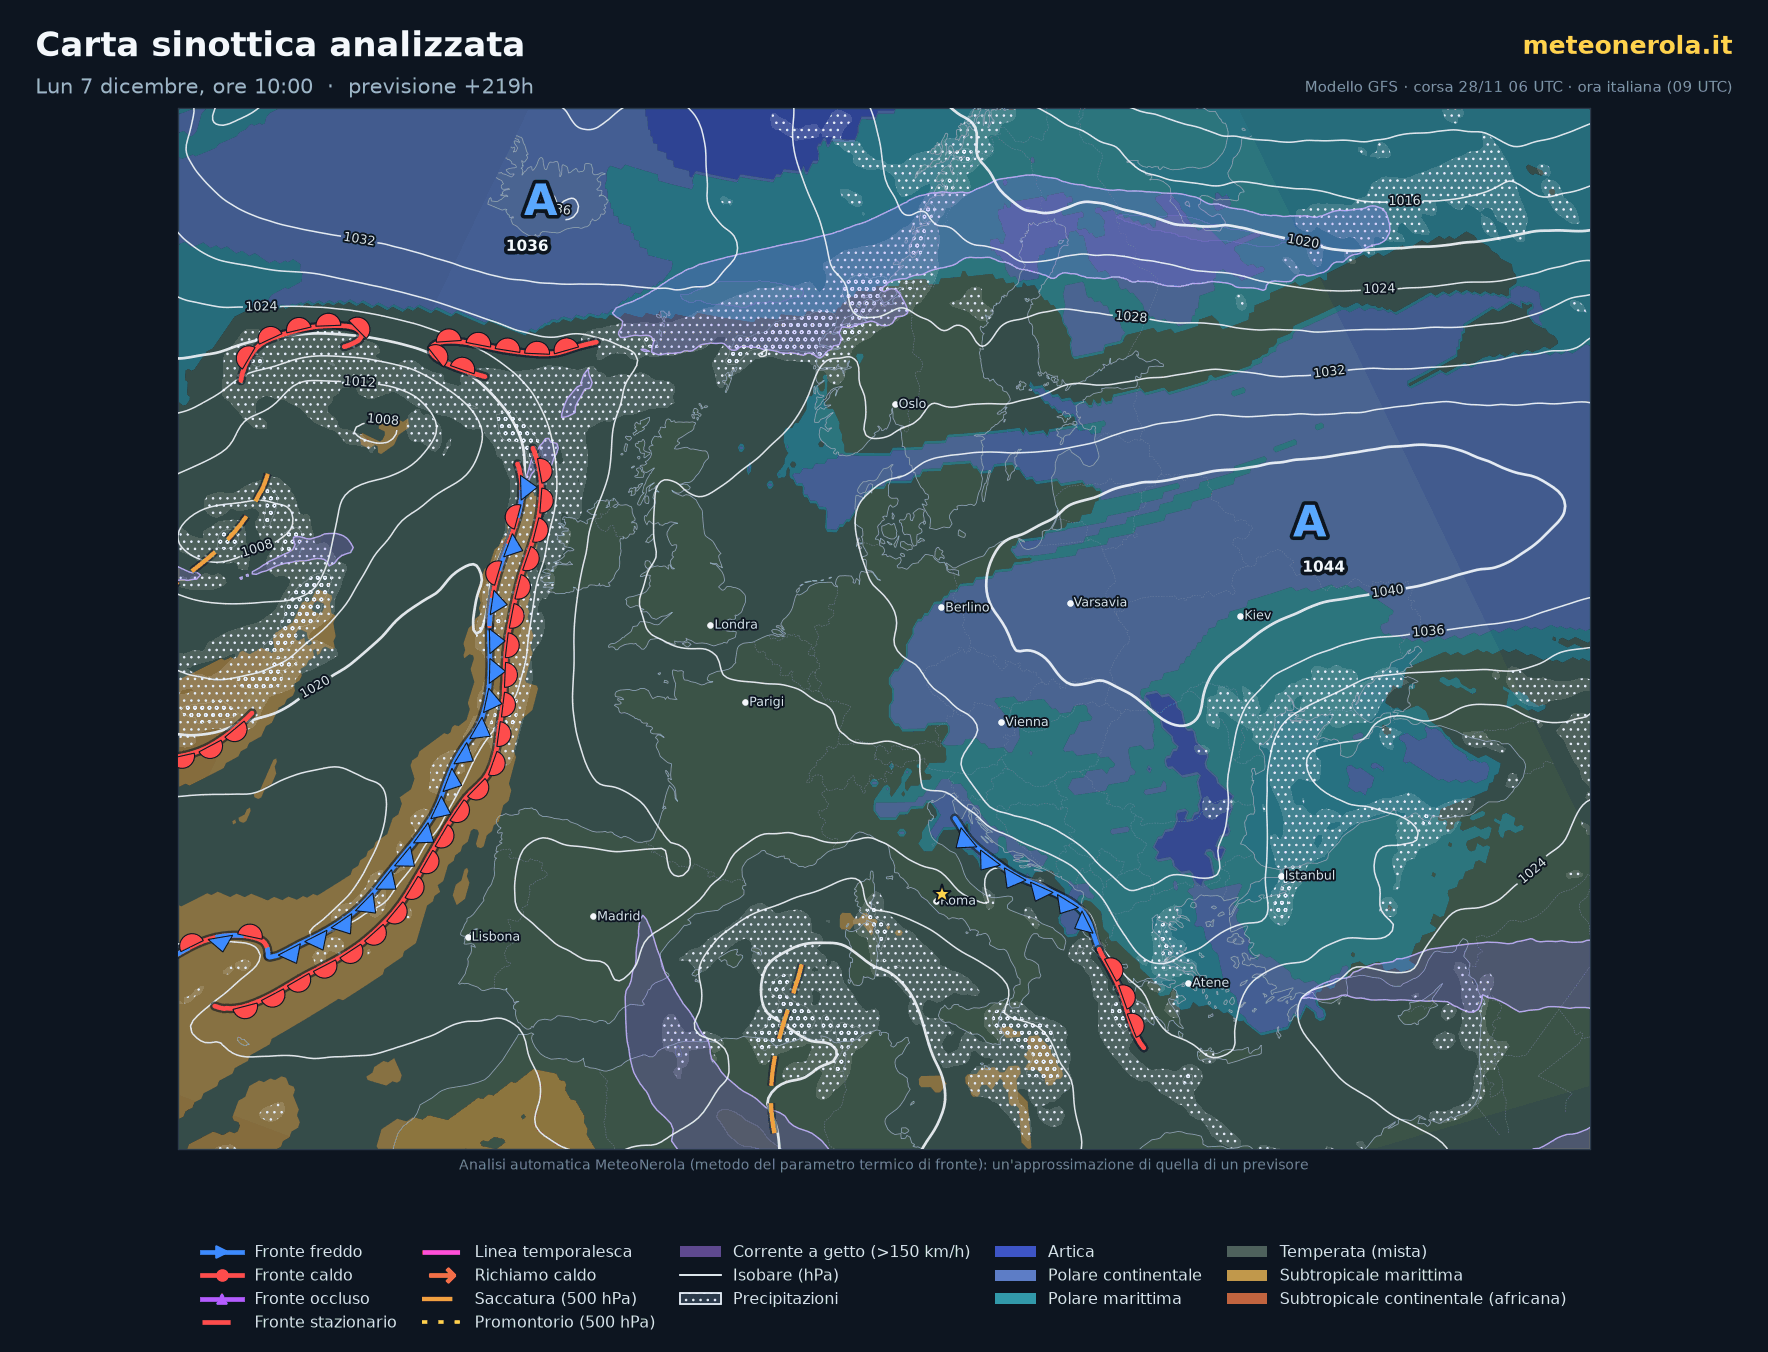 Carta sinottica analizzata
meteonerola.it
Lun 7 dicembre, ore 10:00 · previsione +219h
Modello GFS · corsa 28/11 06 UTC · ora italiana (09 UTC)
A
36
1036
1032
1024
1016
1020
1024
1028
1032
1012
1008
Oslo
1008
A
1044
1040
1036
Berlino
Varsavia
Kiev
Londra
1020
Parigi
Vienna
1024
Istanbul
Roma
Madrid
Lisbona
Atene
Analisi automatica MeteoNerola (metodo del parametro termico di fronte): un'approssimazione di quella di un previsore
Fronte freddo
Fronte caldo
Fronte occluso
Fronte stazionario
Linea temporalesca
Richiamo caldo
Saccatura (500 hPa)
Promontorio (500 hPa)
Corrente a getto (>150 km/h)
Isobare (hPa)
Precipitazioni
Artica
Polare continentale
Polare marittima
Temperata (mista)
Subtropicale marittima
Subtropicale continentale (africana)